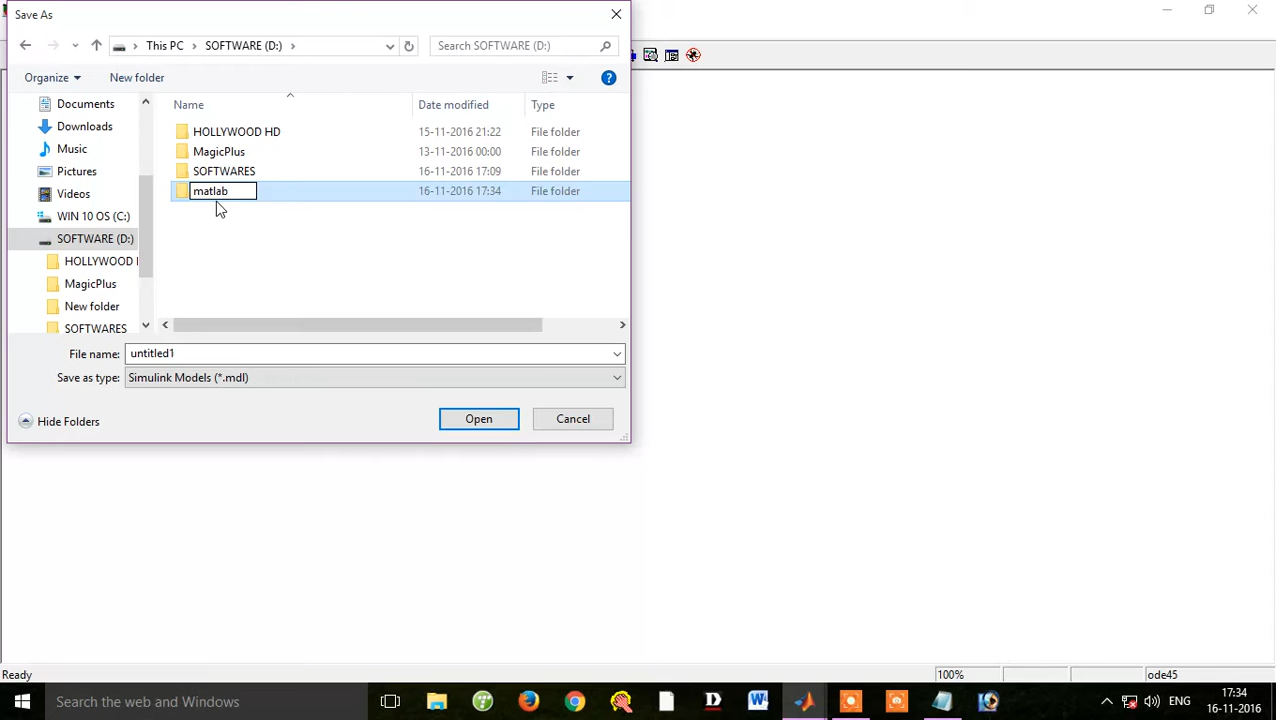 Save As
This PC SOFTWARE (D:)
Search SOFTWARE (D:)
Organize New folder
Documents
Downloads
Music
Pictures
Videos
WIN 10 OS (C:)
SOFTWARE (D:)
HOLLYWOOD
MagicPlus
New folder
SOFTWARES
Name Date modified Type
HOLLYWOOD HD 15-11-2016 21:22 File folder
MagicPlus 13-11-2016 00:00 File folder
SOFTWARES 16-11-2016 17:09 File folder
matlab 16-11-2016 17:34 File folder
File name: untitled1
Save as type: Simulink Models (*.mdl)
Hide Folders Open Cancel
Ready 100% ode45
Search the web and Windows
ENG
17:34
16-11-2016